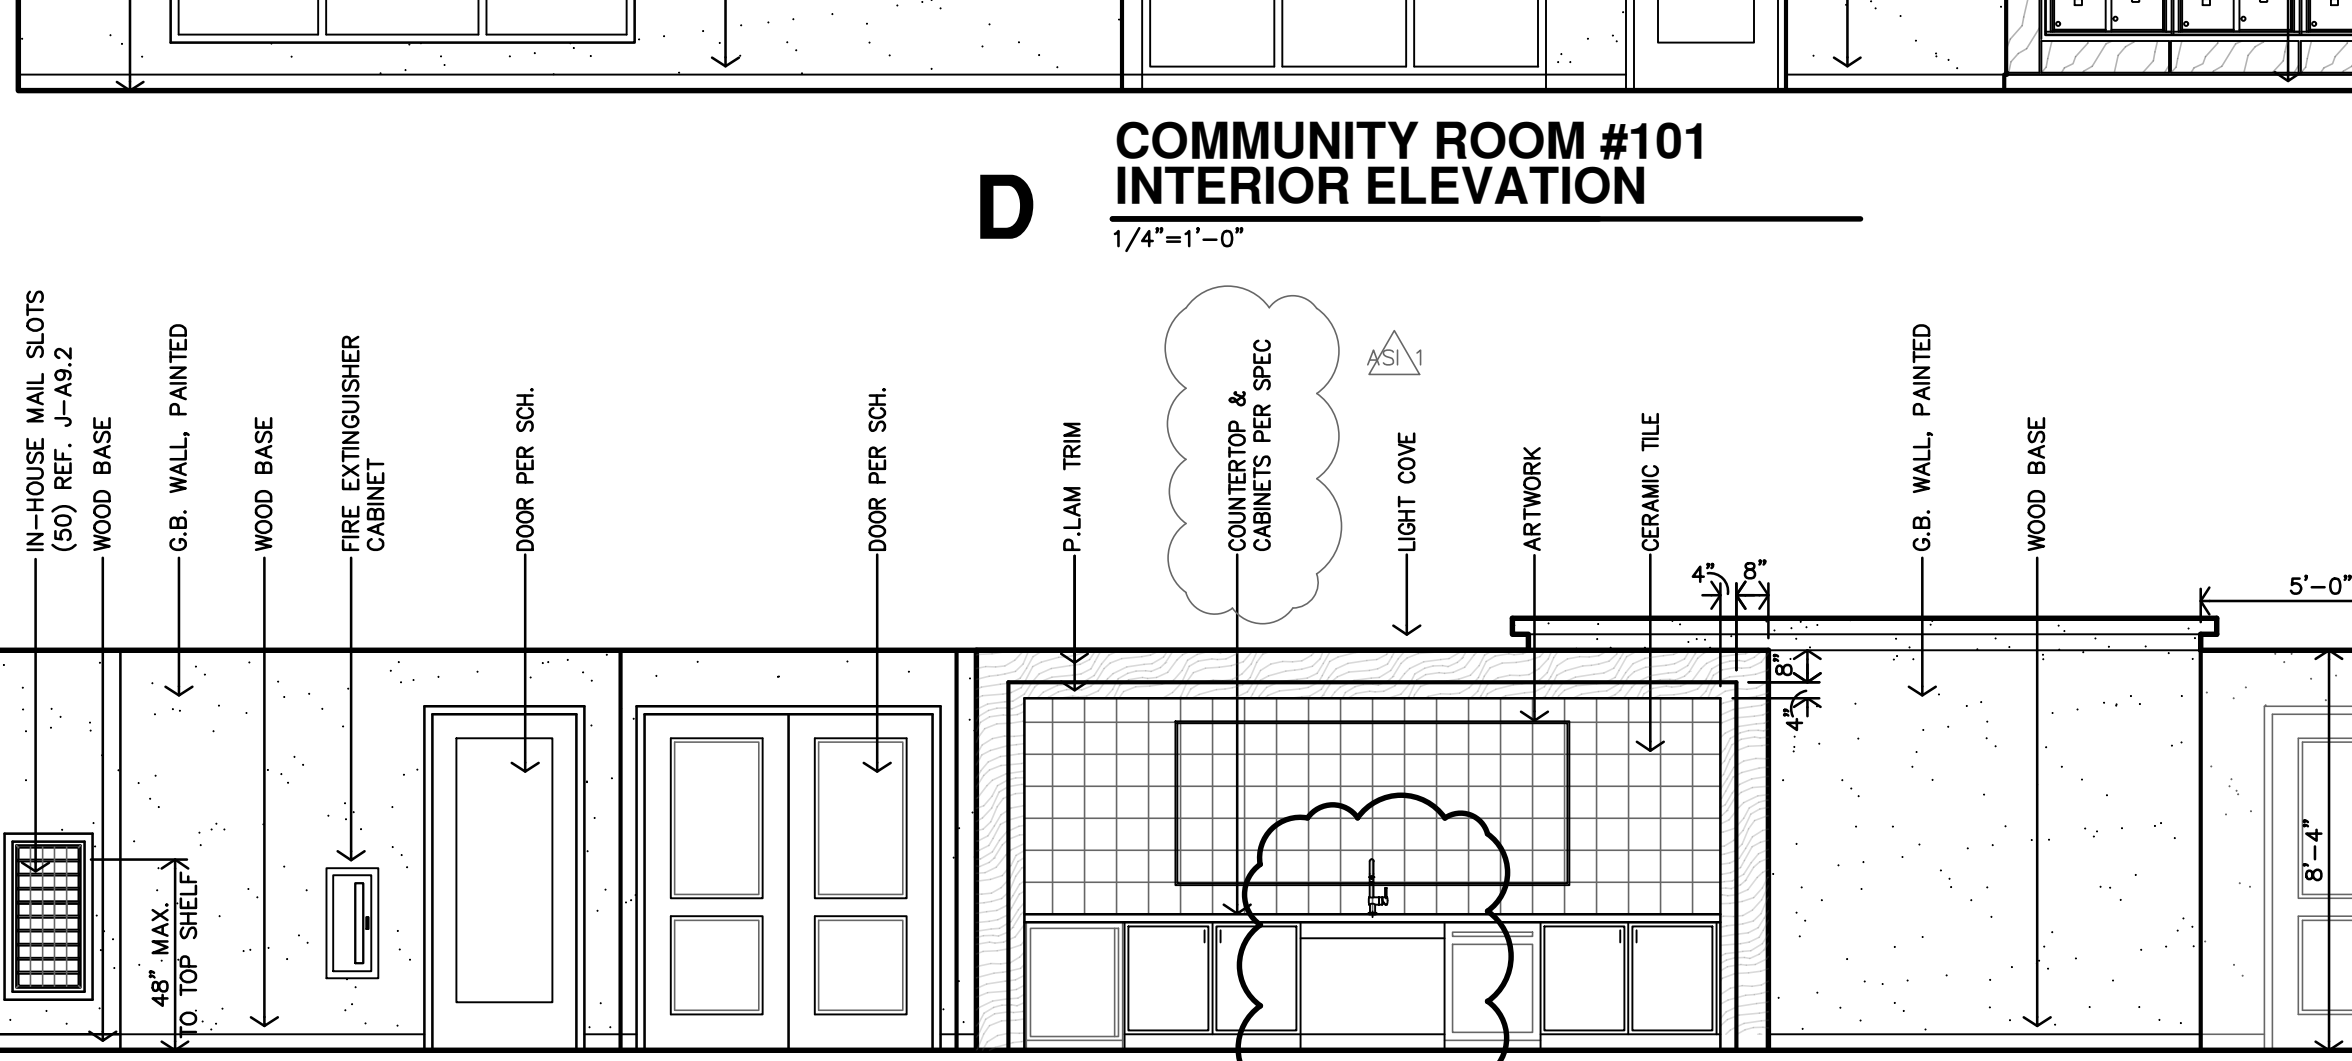 COMMUNITY ROOM #101
INTERIOR ELEVATION
D
1/4"=1'-0"
IN-HOUSE MAIL SLOTS
(50) REF. J-A9.2
WOOD BASE
G.B. WALL, PAINTED
WOOD BASE
FIRE EXTINGUISHER
CABINET
DOOR PER SCH.
DOOR PER SCH.
P.LAM TRIM
COUNTERTOP &
CABINETS PER SPEC
ASI 1
LIGHT COVE
ARTWORK
CERAMIC TILE
4"
8"
G.B. WALL, PAINTED
WOOD BASE
5'-0"
8"
4"
8'-4"
48" MAX.
TO TOP SHELF